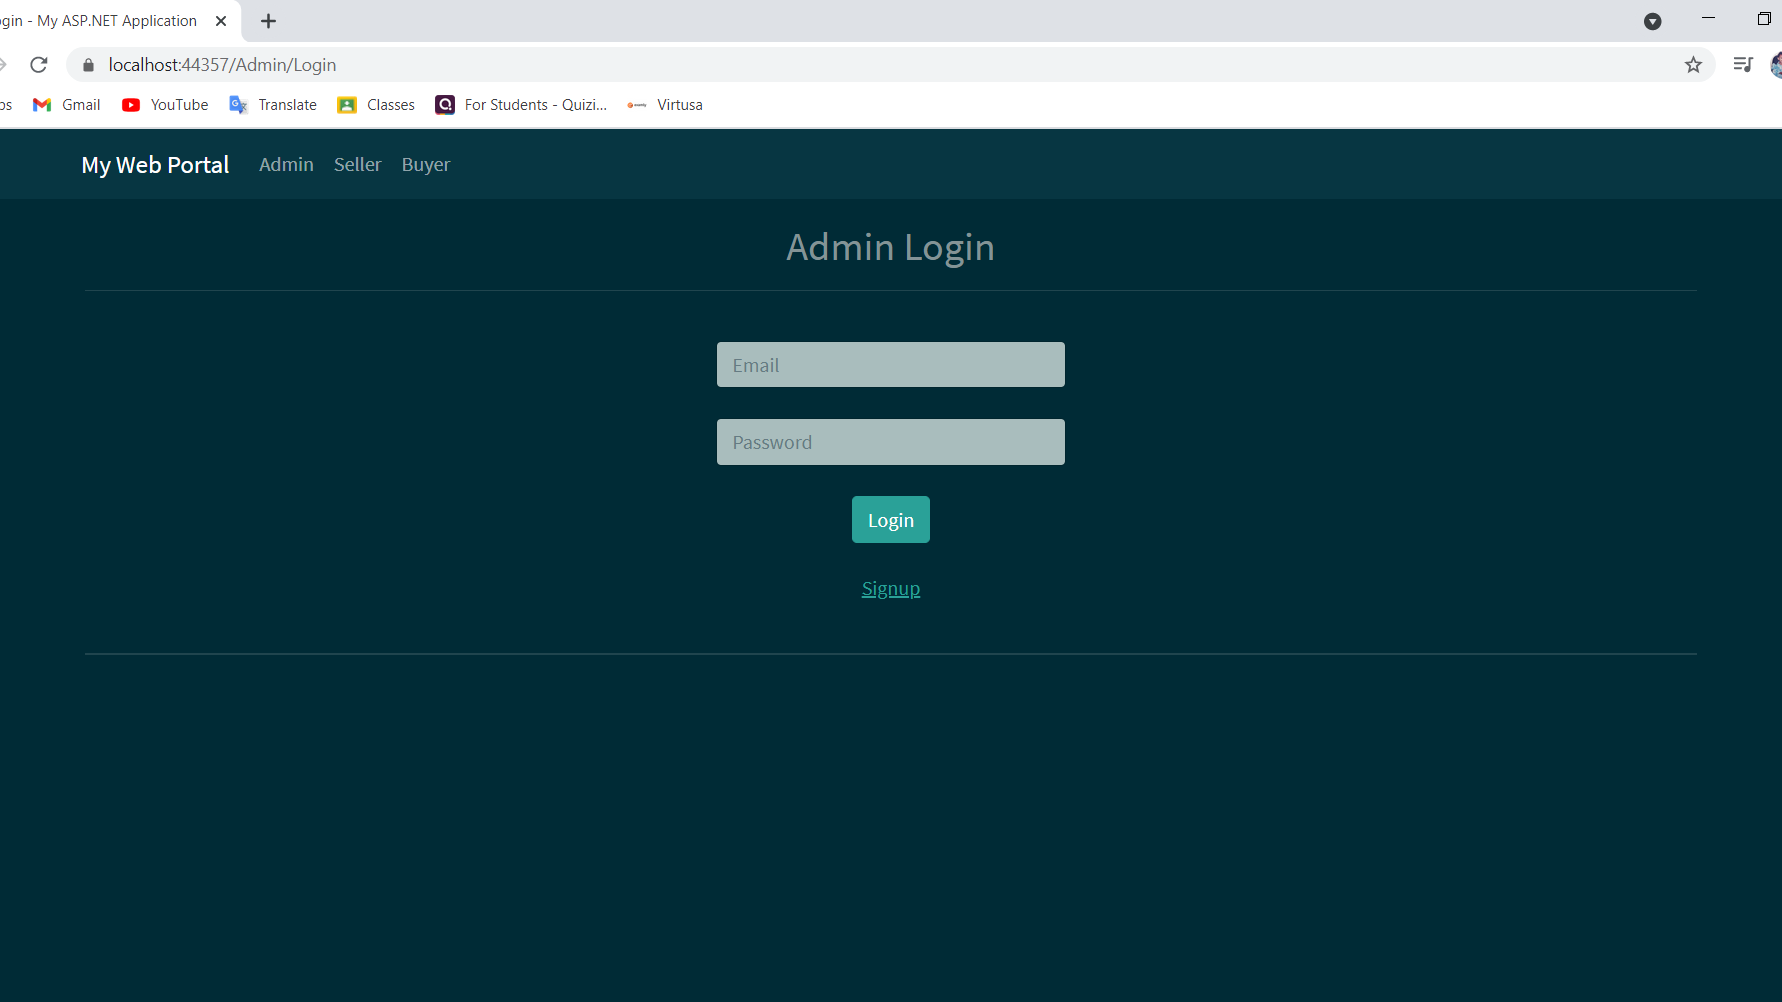 gin - My ASP.NET Application
localhost:44357/Admin/Login
ps Gmail YouTube Translate Classes For Students - Quizi... Virtusa
My Web Portal Admin Seller Buyer
Admin Login
Email
Password
Login
Signup